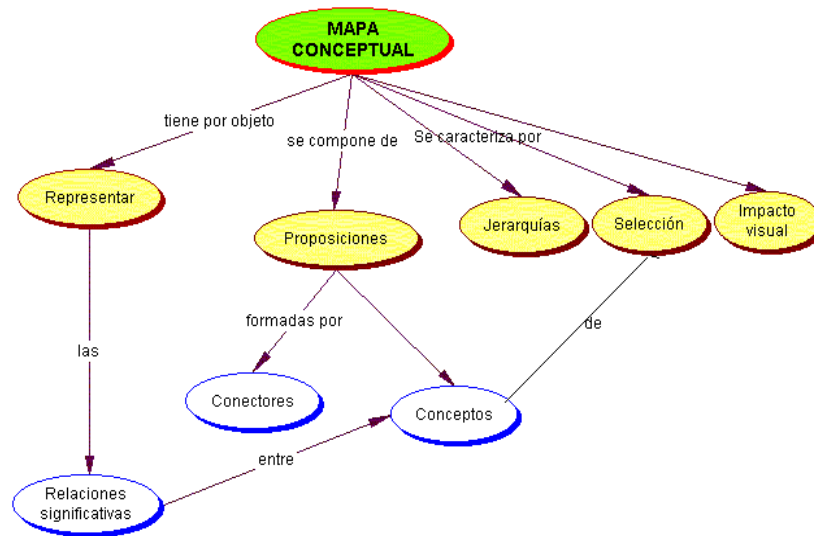 MAPA
CONCEPTUAL
tiene por objeto
se compone de
Se caracteriza por
Representar
Proposiciones
Jerarquías
Selección
Impacto
visual
formadas por
de
las
Conectores
Conceptos
entre
Relaciones
significativas